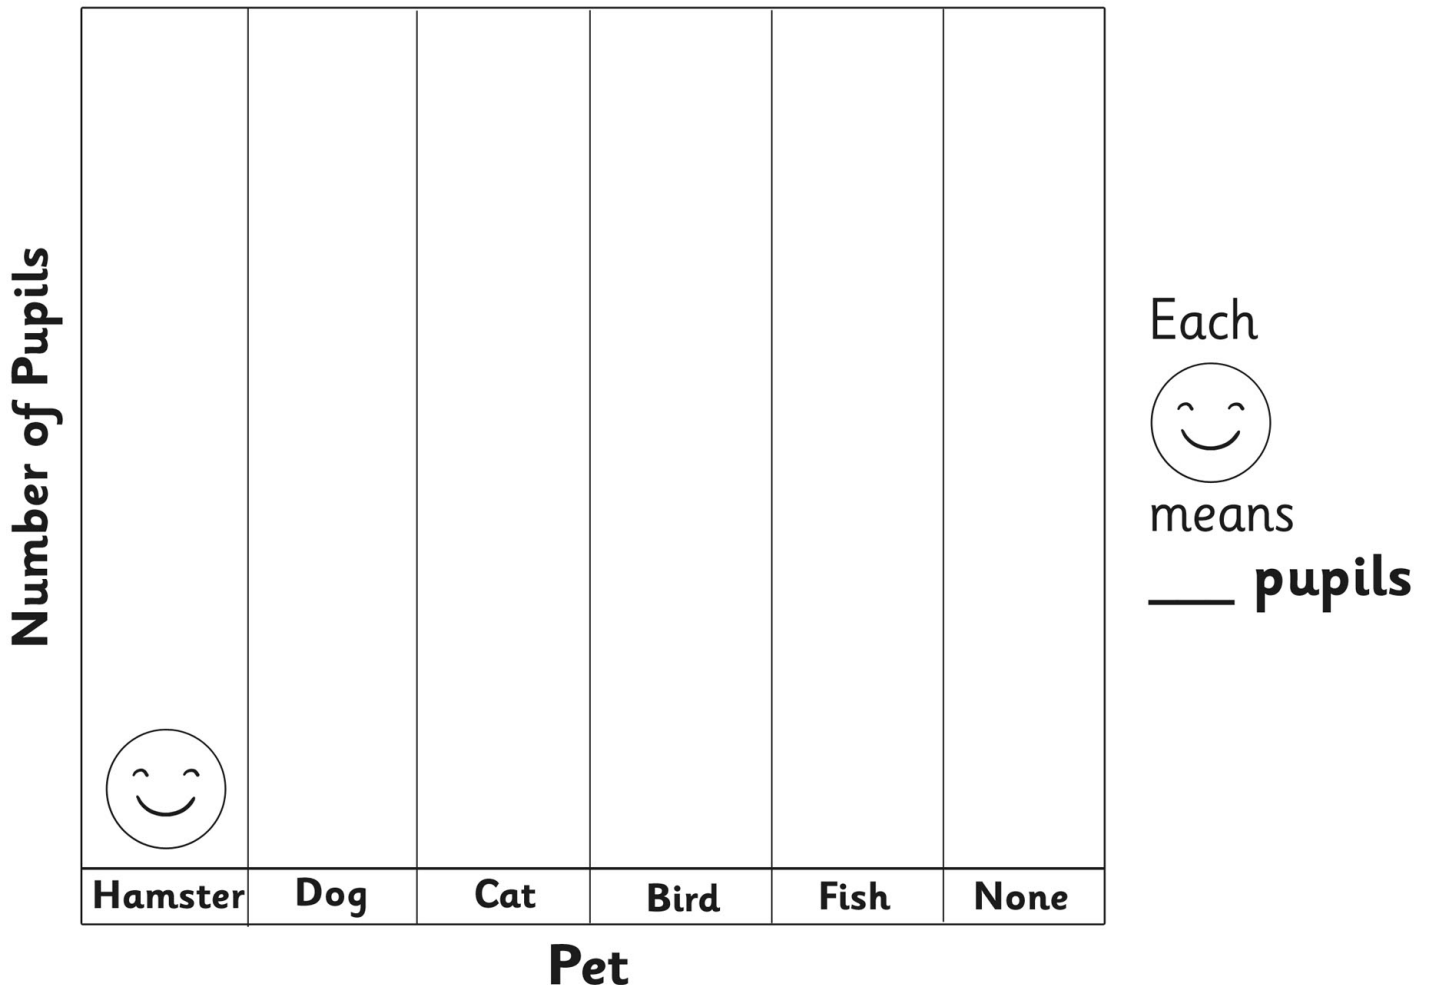 Number of Pupils
Each
means
___ pupils
Hamster
Dog
Cat
Bird
Fish
None
Pet